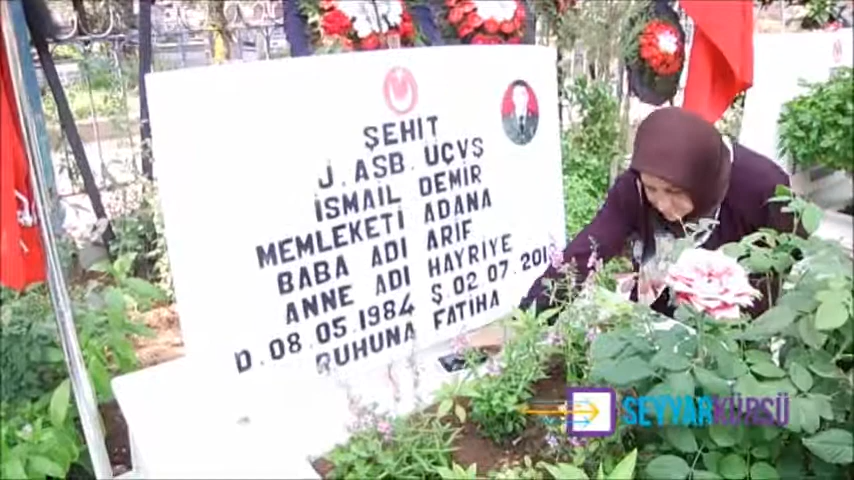 ŞEHİT
J. ASB. ÜÇVŞ
İSMAİL DEMİR
MEMLEKETİ ADANA
BABA ADI ARİF
ANNE ADI HAYRİYE
D.08.05.1984 Ş.02.07.201
RUHUNA FATİHA
SEYYARKÜRSÜ